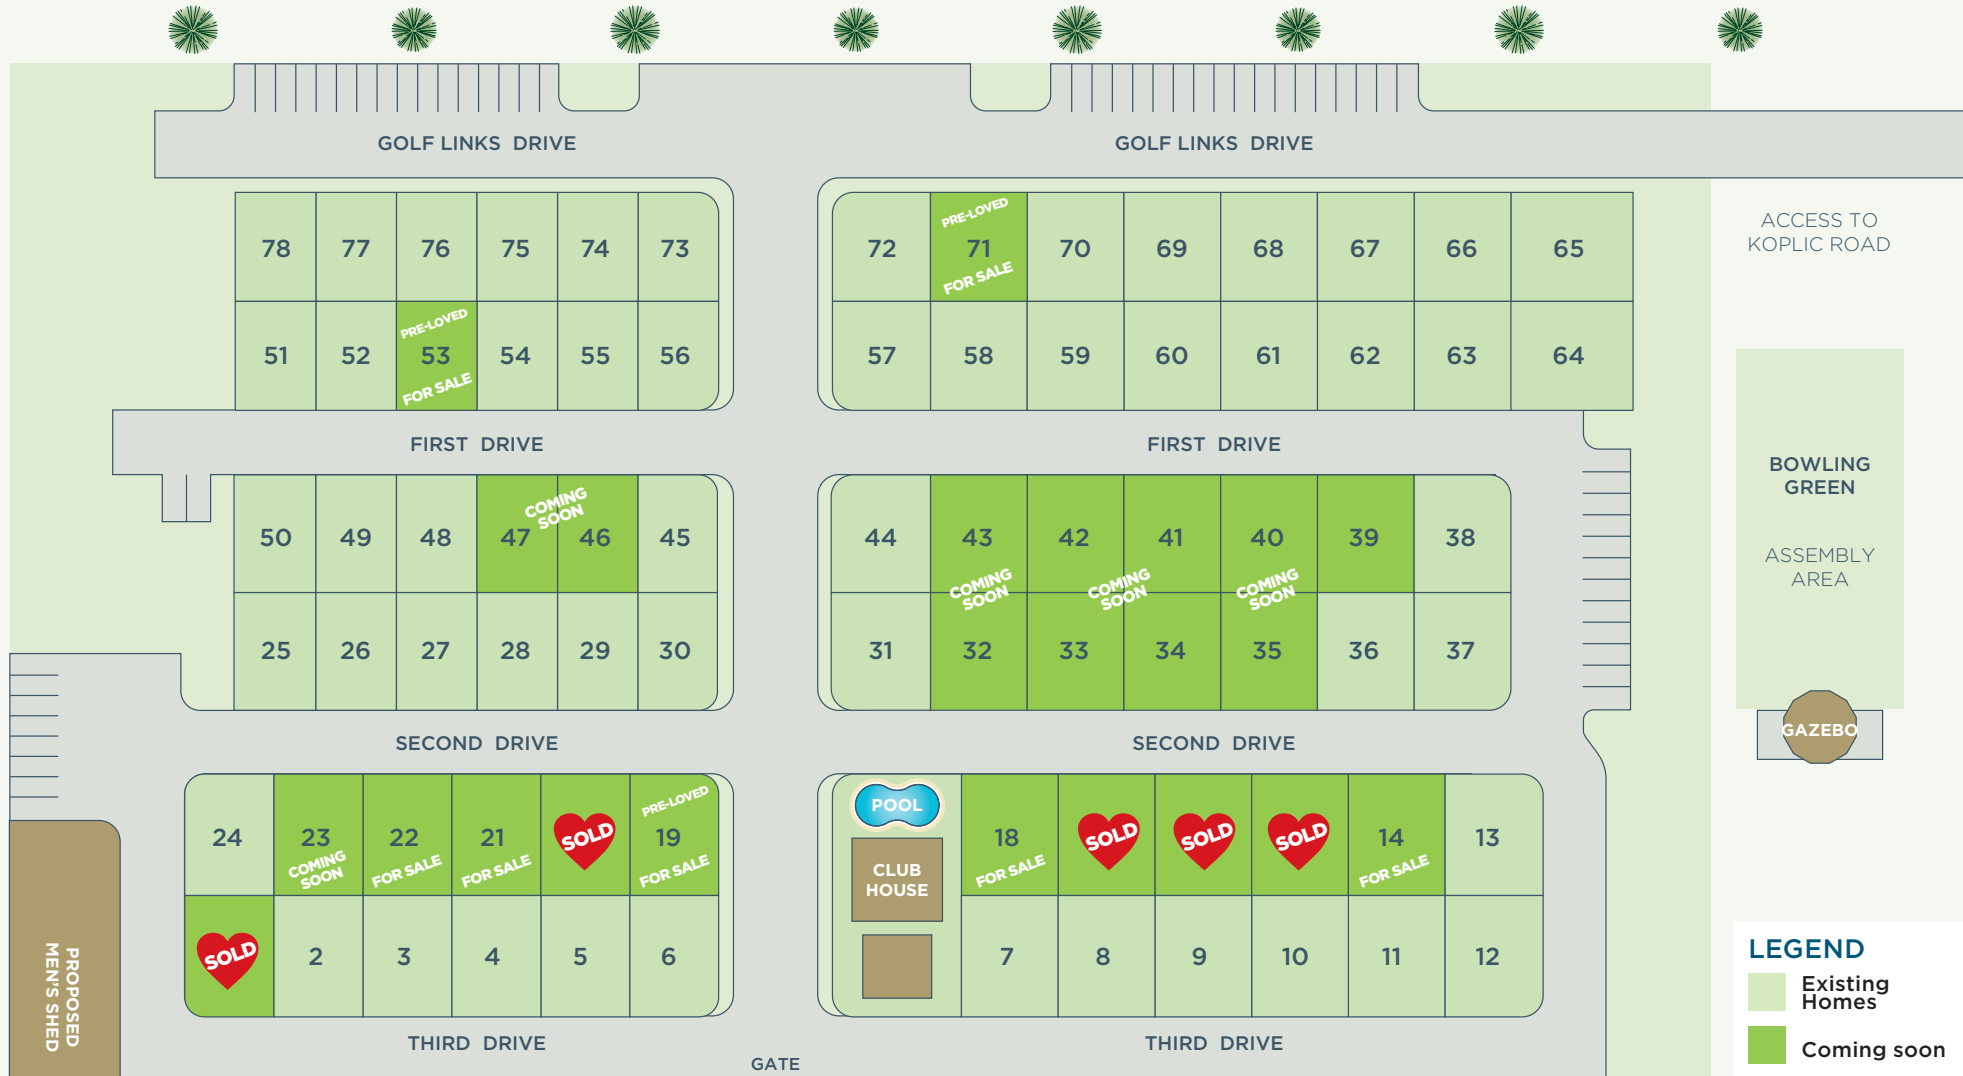 GOLF LINKS DRIVE
GOLF LINKS DRIVE
78
77
76
75
74
73
72
PRE-LOVED
71
FOR SALE
70
69
68
67
66
65
ACCESS TO
KOPLIC ROAD
51
52
PRE-LOVED
53
FOR SALE
54
55
56
57
58
59
60
61
62
63
64
FIRST DRIVE
FIRST DRIVE
BOWLING
GREEN
ASSEMBLY
AREA
50
49
48
47
COMING
SOON
46
45
44
43
42
41
40
39
38
COMING
SOON
COMING
SOON
COMING
SOON
25
26
27
28
29
30
31
32
33
34
35
36
37
SECOND DRIVE
SECOND DRIVE
GAZEBO
24
23
COMING
SOON
22
FOR SALE
21
FOR SALE
SOLD
PRE-LOVED
19
FOR SALE
POOL
CLUB
HOUSE
18
FOR SALE
SOLD
SOLD
SOLD
14
FOR SALE
13
SOLD
2
3
4
5
6
7
8
9
10
11
12
PROPOSED
MEN'S SHED
THIRD DRIVE
THIRD DRIVE
GATE
LEGEND
Existing
Homes
Coming soon